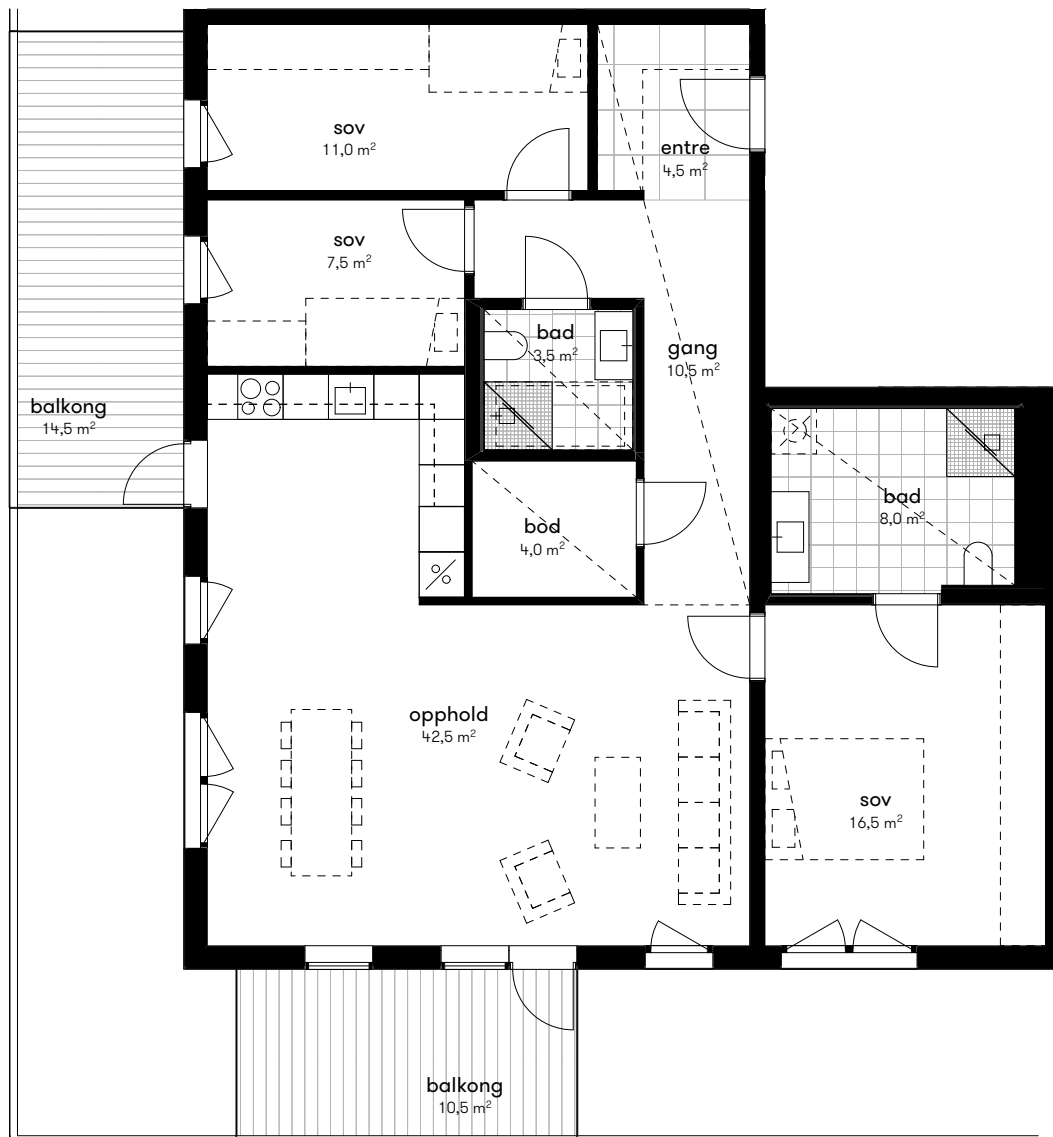 sov
11,0 m²
entre
4,5 m²
sov
7,5 m²
bad
3,5 m²
gang
10,5 m²
balkong
14,5 m²
bad
8,0 m²
bod
4,0 m²
opphold
42,5 m²
sov
16,5 m²
balkong
10,5 m²